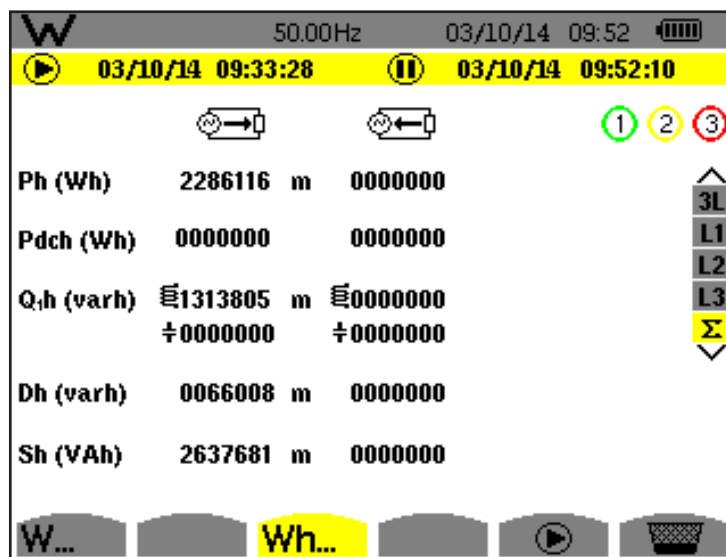 W 50.00Hz 03/10/14 09:52
03/10/14 09:33:28 03/10/14 09:52:10
1 2 3
Ph (Wh) 2286116 m 0000000
3L
Pdch (Wh) 0000000 0000000
L1
L2
Q₁h (varh) 1313805 m 0000000
L3
0000000 0000000
Σ
Dh (varh) 0066008 m 0000000
Sh (VAh) 2637681 m 0000000
W... Wh...